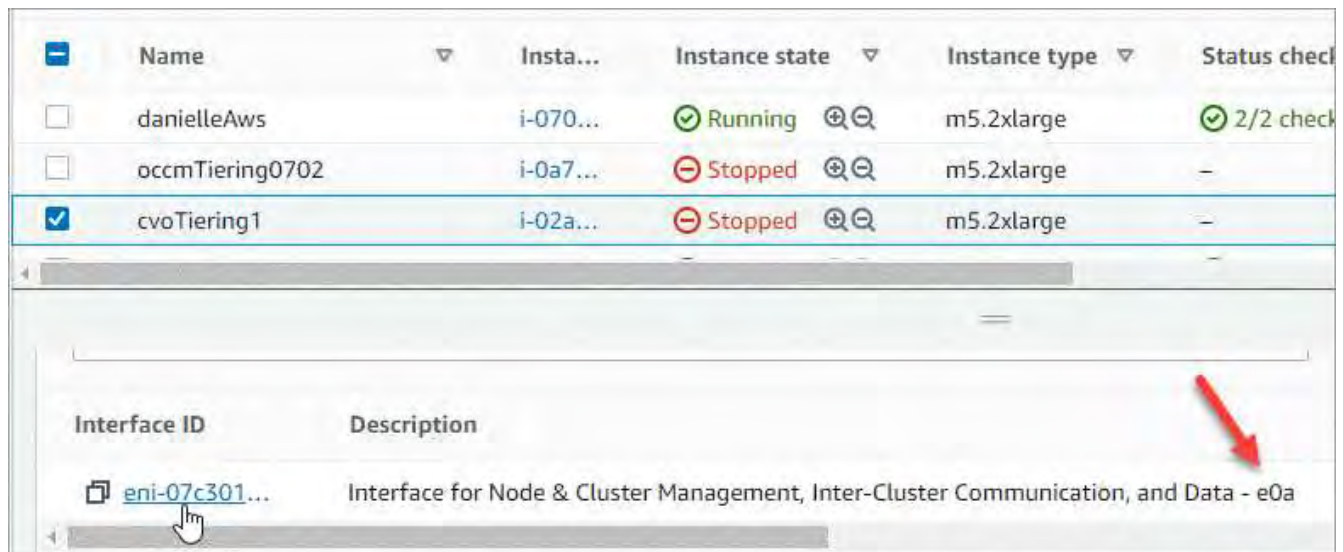 Name Insta... Instance state Instance type Status check
danielleAws i-070... Running m5.2xlarge 2/2 check
occmTiering0702 i-0a7... Stopped m5.2xlarge –
cvoTiering1 i-02a... Stopped m5.2xlarge –
Interface ID Description
eni-07c301... Interface for Node & Cluster Management, Inter-Cluster Communication, and Data - e0a